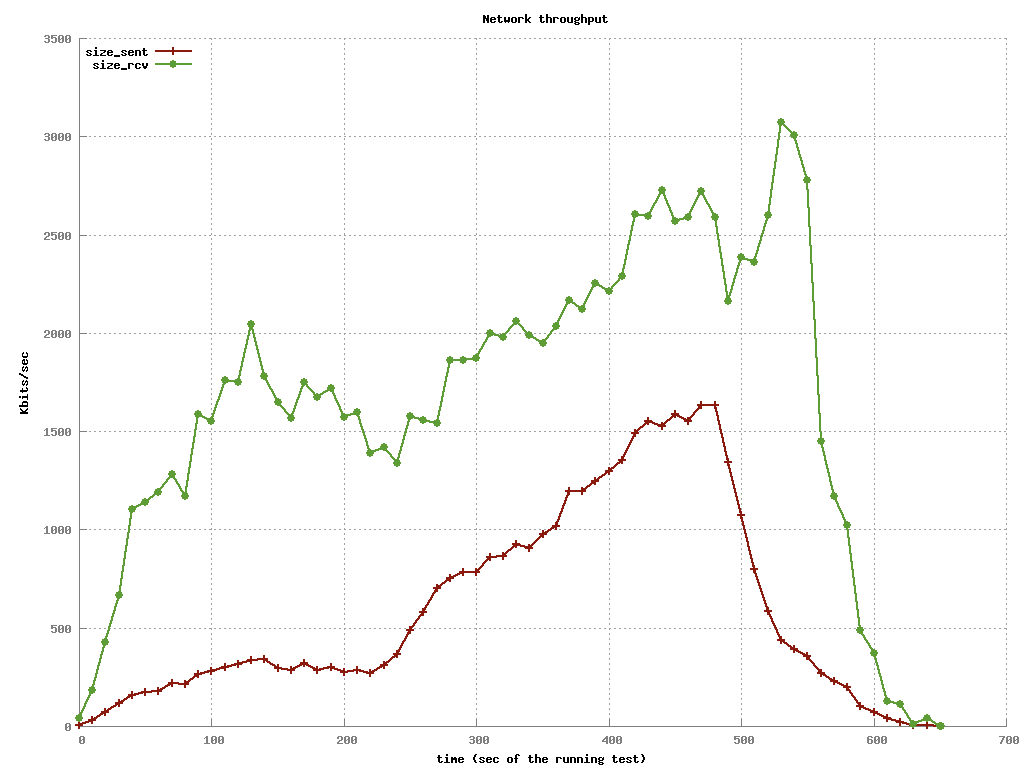 Network throughput
size_sent
size_rcv
3500
3000
2500
2000
1500
1000
500
0
Kbits/sec
0 100 200 300 400 500 600 700
time (sec of the running test)